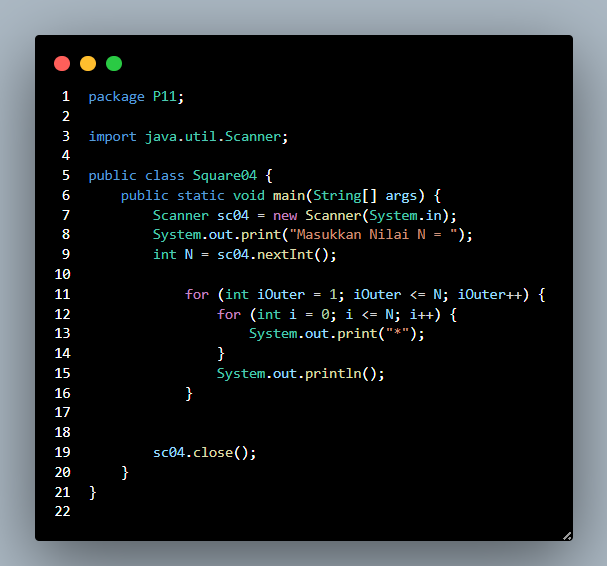 1 package P11;
2
3 import java.util.Scanner;
4
5 public class Square04 {
6     public static void main(String[] args) {
7         Scanner sc04 = new Scanner(System.in);
8         System.out.print("Masukkan Nilai N = ");
9         int N = sc04.nextInt();
10
11             for (int iOuter = 1; iOuter <= N; iOuter++) {
12                 for (int i = 0; i <= N; i++) {
13                     System.out.print("*");
14                 }
15                 System.out.println();
16             }
17
18
19         sc04.close();
20     }
21 }
22